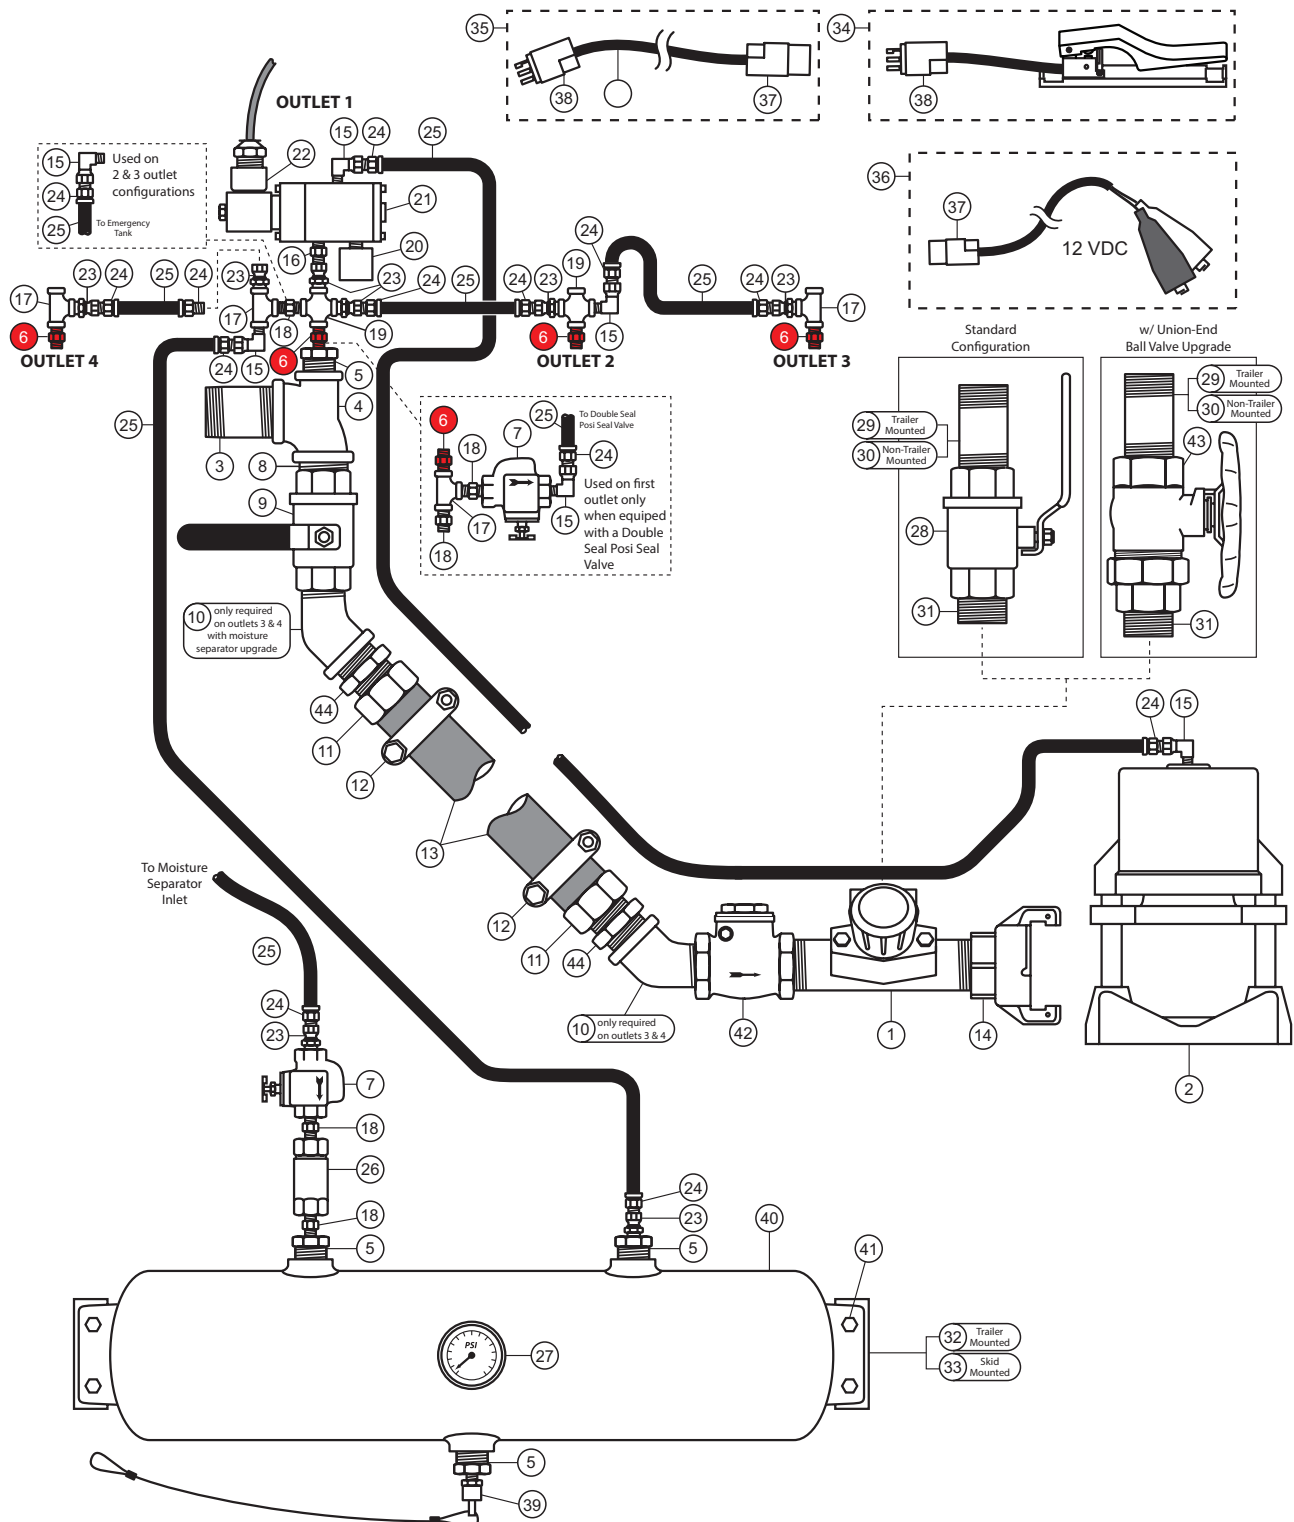 35
38
37
34
38
OUTLET 1
15
24
25
22
15
24
25
Used on
2 & 3 outlet
configurations
To Emergency
Tank
21
20
16
36
37
12 VDC
23
24
25
24
23
23
24
25
24
23
19
24
25
24
23
17
17
18
19
15
17
6
OUTLET 4
6
6
OUTLET 2
6
OUTLET 3
24
15
5
4
25
3
8
9
6
18
7
25
To Double Seal
Posi Seal Valve
24
17
15
18
Used on first
outlet only
when equiped
with a Double
Seal Posi Seal
Valve
Standard
Configuration
w/ Union-End
Ball Valve Upgrade
29 Trailer
Mounted
30 Non-Trailer
Mounted
28
31
29 Trailer
Mounted
30 Non-Trailer
Mounted
43
31
10 only required
on outlets 3 & 4
with moisture
separator upgrade
44
11
12
13
24
15
To Moisture
Separator
Inlet
25
12
11
44
10 only required
on outlets 3 & 4
42
1
14
2
24
23
7
18
26
18
5
24
23
5
40
41
PSI
27
32 Trailer
Mounted
33 Skid
Mounted
5
39